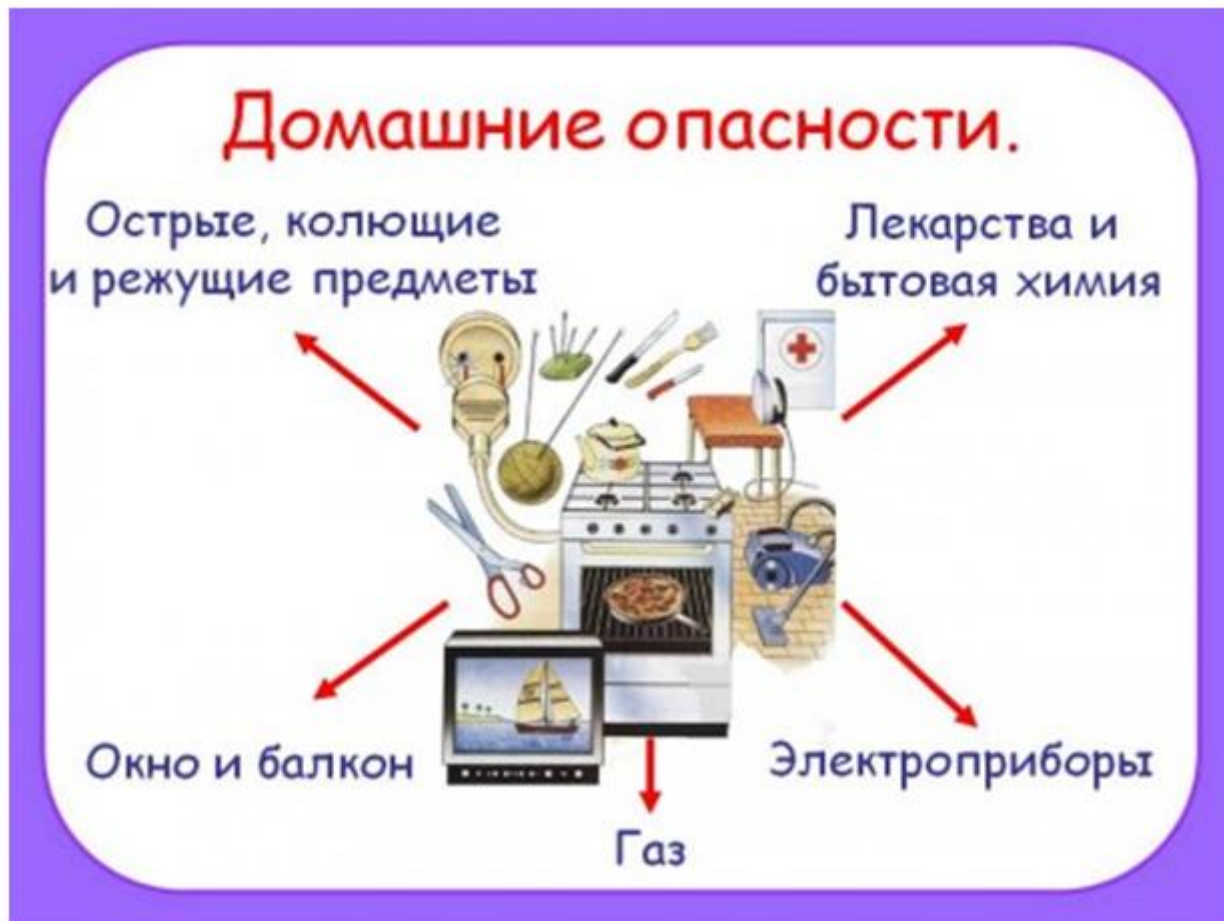 Домашние опасности.
Острые, колющие
и режущие предметы
Лекарства и
бытовая химия
Окно и балкон
Электроприборы
Газ